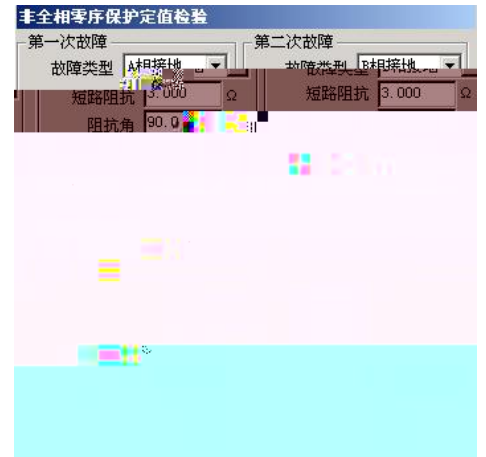 非全相零序保护定值检验
第一次故障 第二次故障
故障类型 A相接地 故障类型 B相接地
短路阻抗 3.000 Ω 短路阻抗 3.000 Ω
阻抗角 90.0